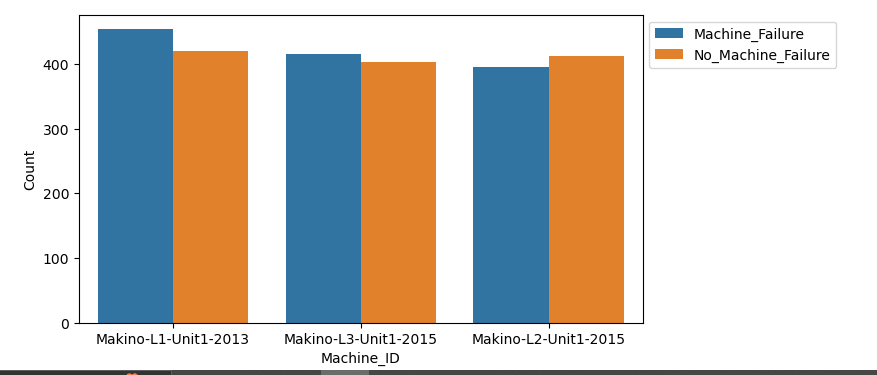 Machine_Failure
No_Machine_Failure
400
300
200
100
0
Count
Makino-L1-Unit1-2013 Makino-L3-Unit1-2015 Makino-L2-Unit1-2015
Machine_ID